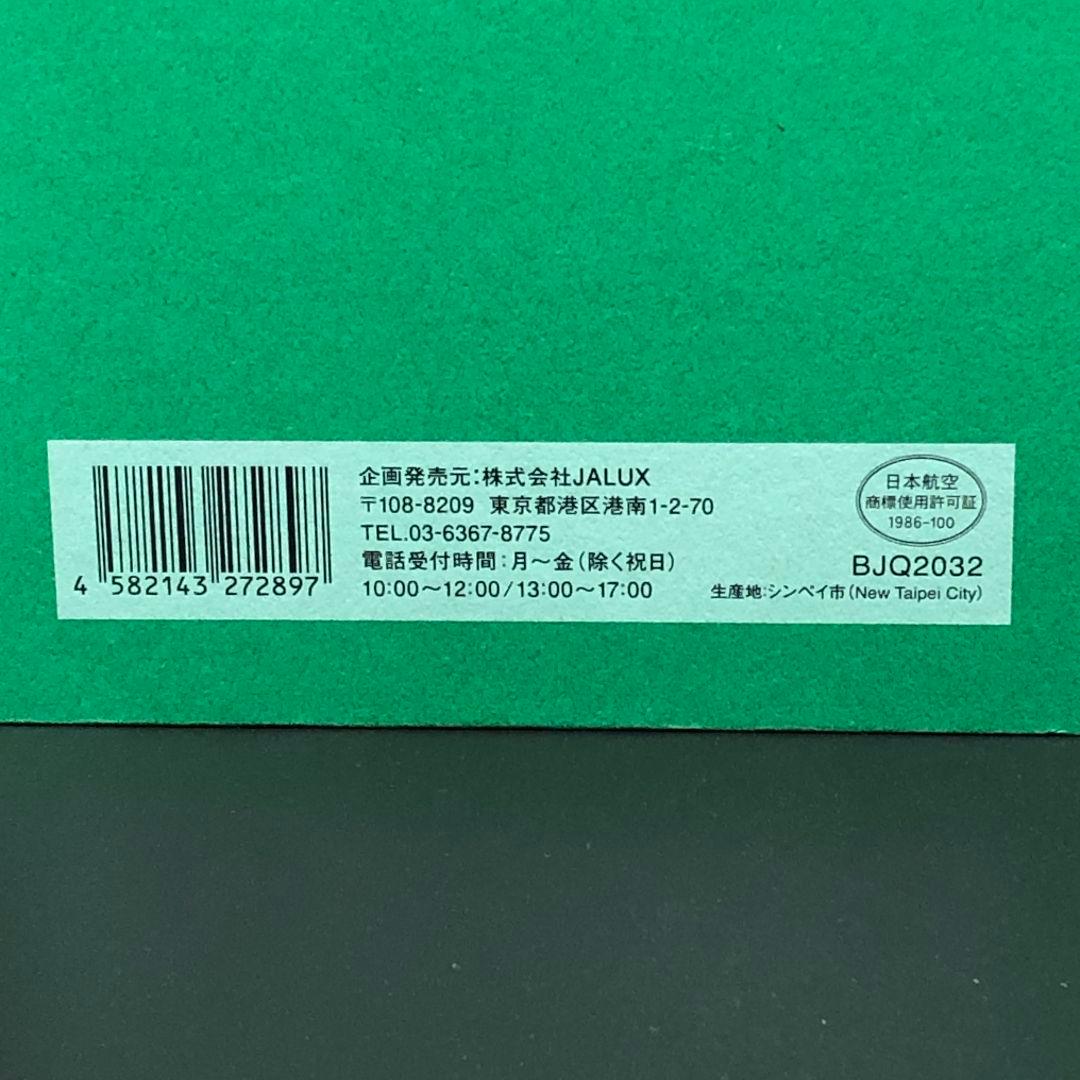 企画発売元:株式会社JALUX
〒108-8209 東京都港区港南1-2-70
TEL.03-6367-8775
電話受付時間:月～金(除く祝日)
10:00～12:00/13:00～17:00
4 582143 272897
日本航空
商標使用許可証
1986-100
BJQ2032
生産地:シンペイ市(New Taipei City)